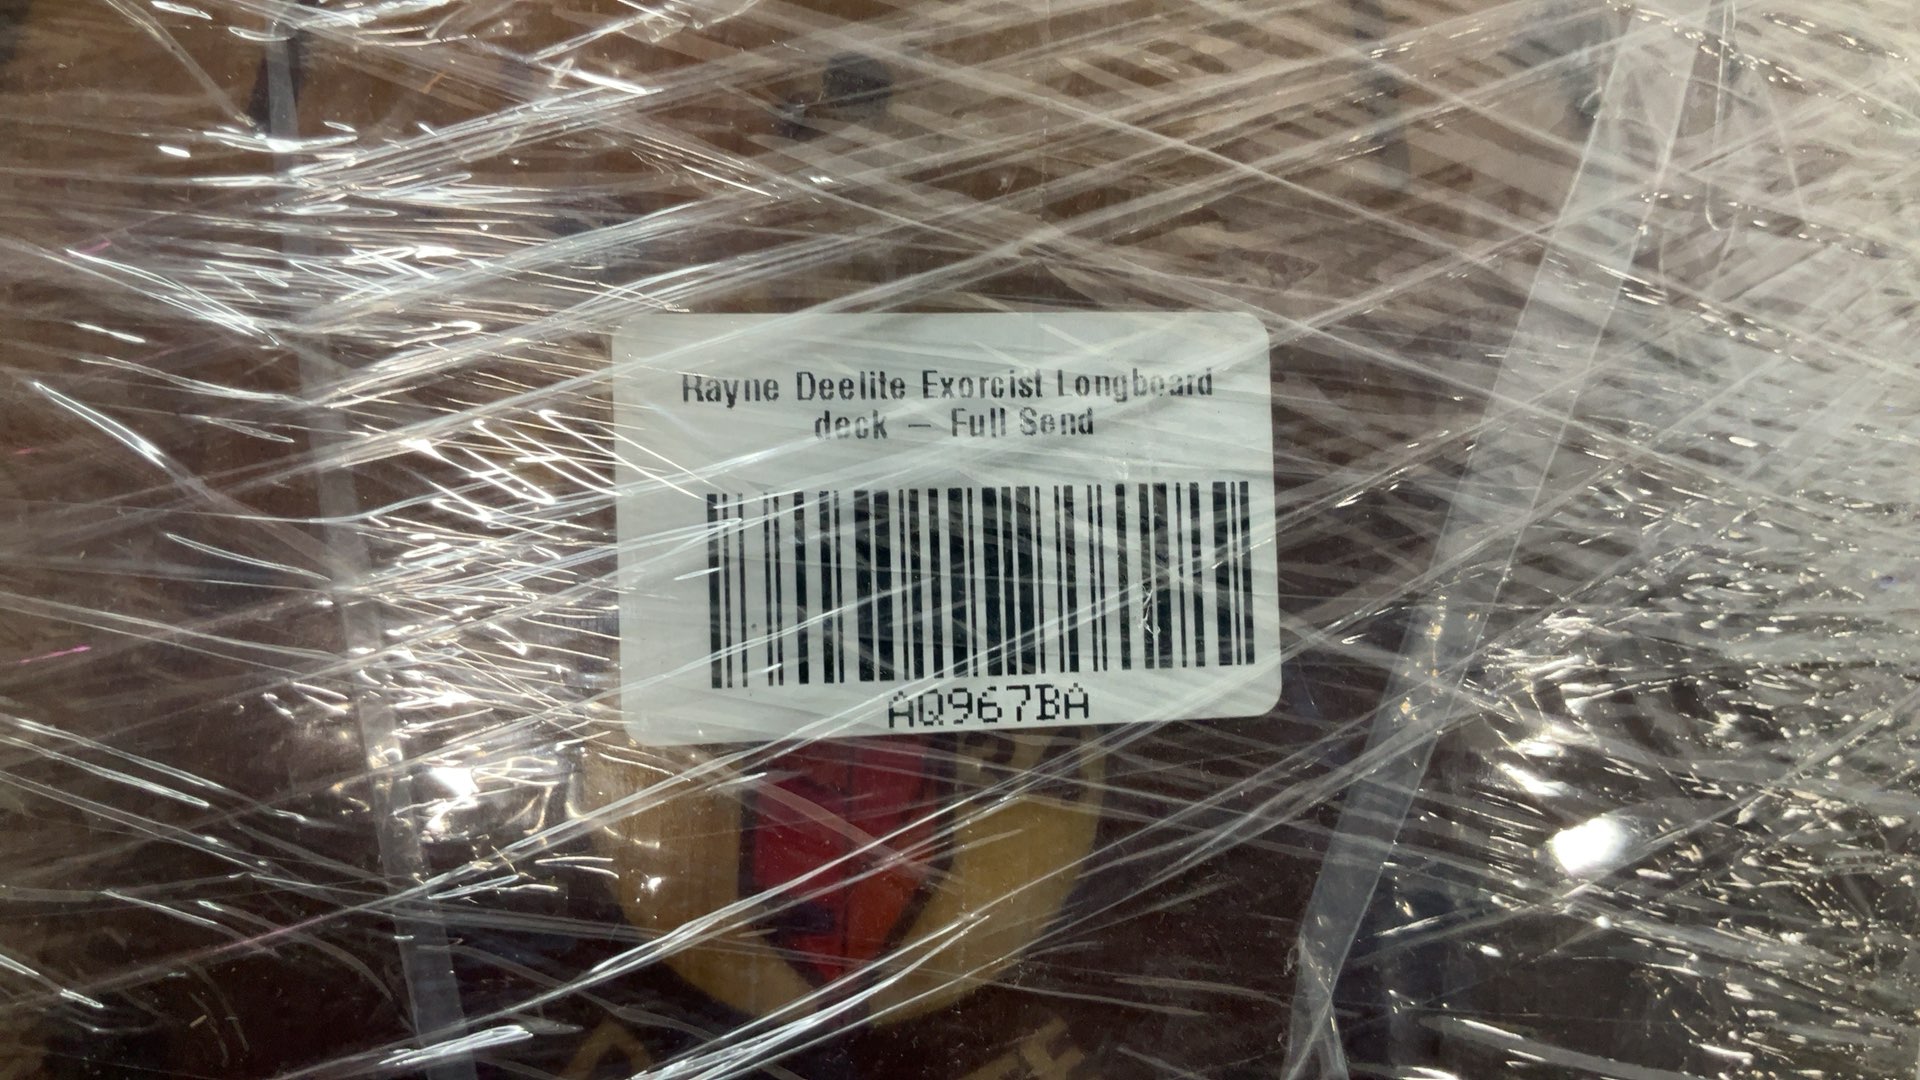 Rayne Deelite Exorcist Longboard
deck – Full Send
AQ967BA